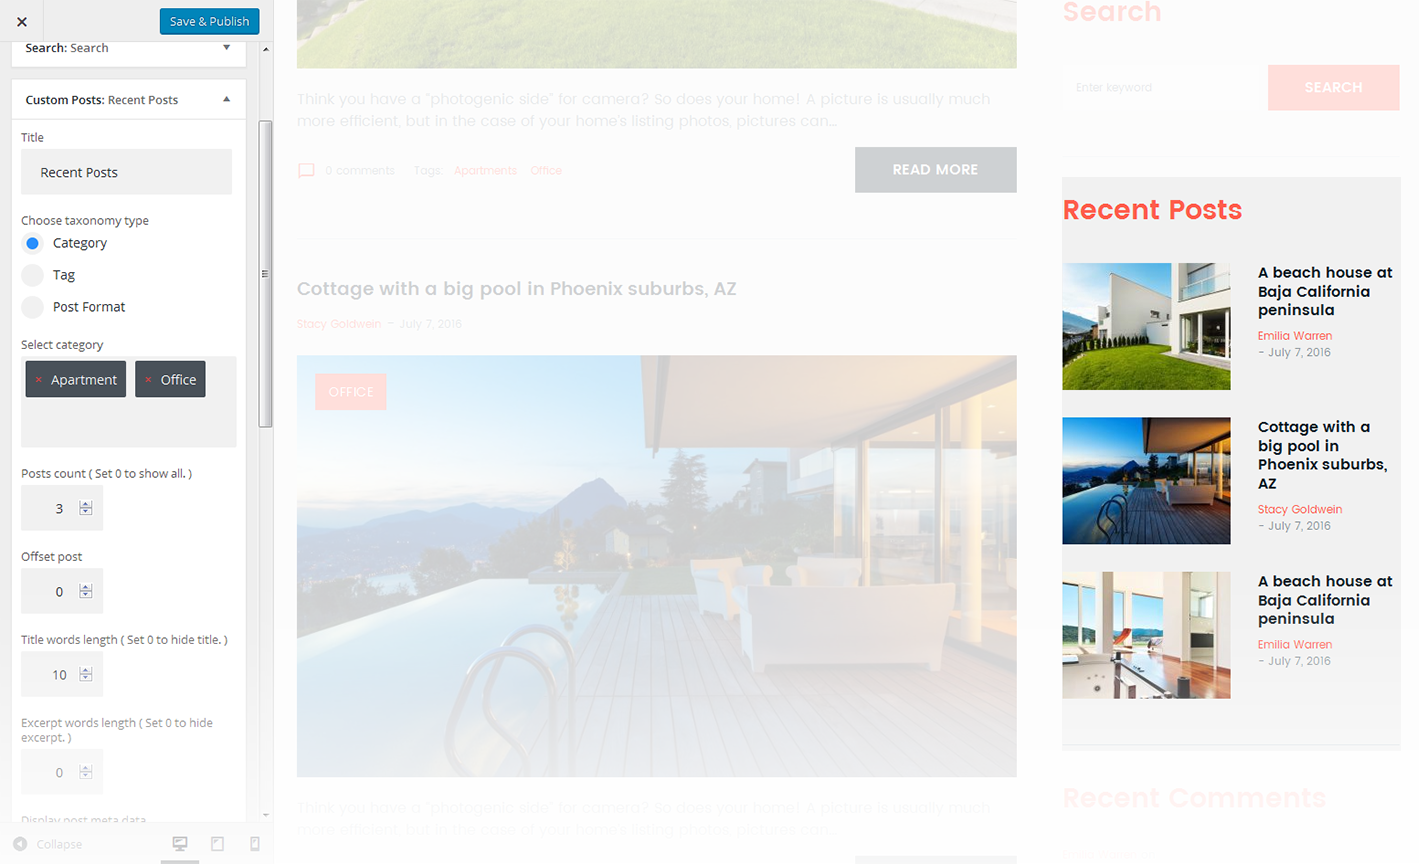 Save & Publish
Search: Search
Custom Posts: Recent Posts
Title
Recent Posts
Choose taxonomy type
Category
Tag
Post Format
Select category
× Apartment × Office
Posts count ( Set 0 to show all. )
3
Offset post
0
Title words length ( Set 0 to hide title. )
10
Excerpt words length ( Set 0 to hide
excerpt. )
0
Display post meta data
Collapse
Think you have a “photogenic side” for camera? So does your home! A picture is usually much
more efficient, but in the case of your home’s listing photos, pictures can…
0 comments Tags: Apartments Office
READ MORE
Cottage with a big pool in Phoenix suburbs, AZ
Stacy Goldwein – July 7, 2016
OFFICE
Think you have a “photogenic side” for camera? So does your home! A picture is usually much
more efficient, but in the case of your home’s listing photos, pictures can…
Search
Enter keyword
SEARCH
Recent Posts
A beach house at
Baja California
peninsula
Emilia Warren
– July 7, 2016
Cottage with a
big pool in
Phoenix suburbs,
AZ
Stacy Goldwein
– July 7, 2016
A beach house at
Baja California
peninsula
Emilia Warren
– July 7, 2016
Recent Comments